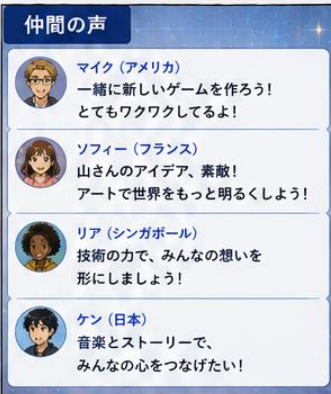 仲間の声
マイク（アメリカ）
一緒に新しいゲームを作ろう！
とてもワクワクしてるよ！
ソフィー（フランス）
山さんのアイデア、素敵！
アートで世界をもっと明るくしよう！
リア（シンガポール）
技術の力で、みんなの想いを
形にしましょう！
ケン（日本）
音楽とストーリーで、
みんなの心をつなげたい！